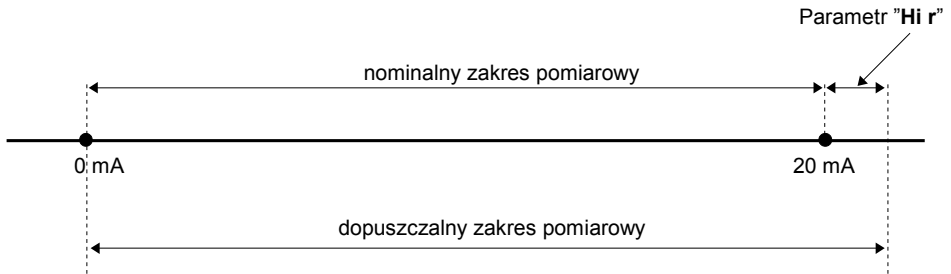 Parametr ”Hi r”
nominalny zakres pomiarowy
0 mA
20 mA
dopuszczalny zakres pomiarowy